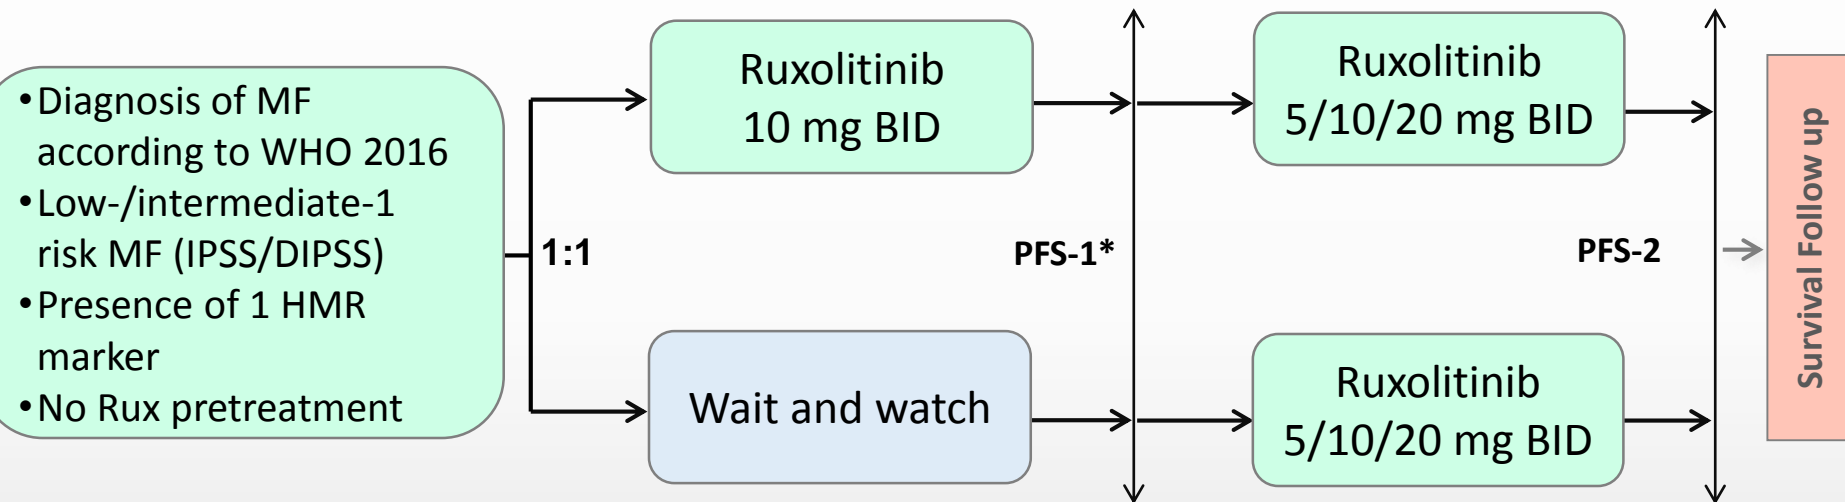 •Diagnosis of MF
according to WHO 2016
•Low-/intermediate-1
risk MF (IPSS/DIPSS)
•Presence of 1 HMR
marker
•No Rux pretreatment
1:1
Ruxolitinib
10 mg BID
Wait and watch
PFS-1*
Ruxolitinib
5/10/20 mg BID
Ruxolitinib
5/10/20 mg BID
PFS-2
Survival Follow up